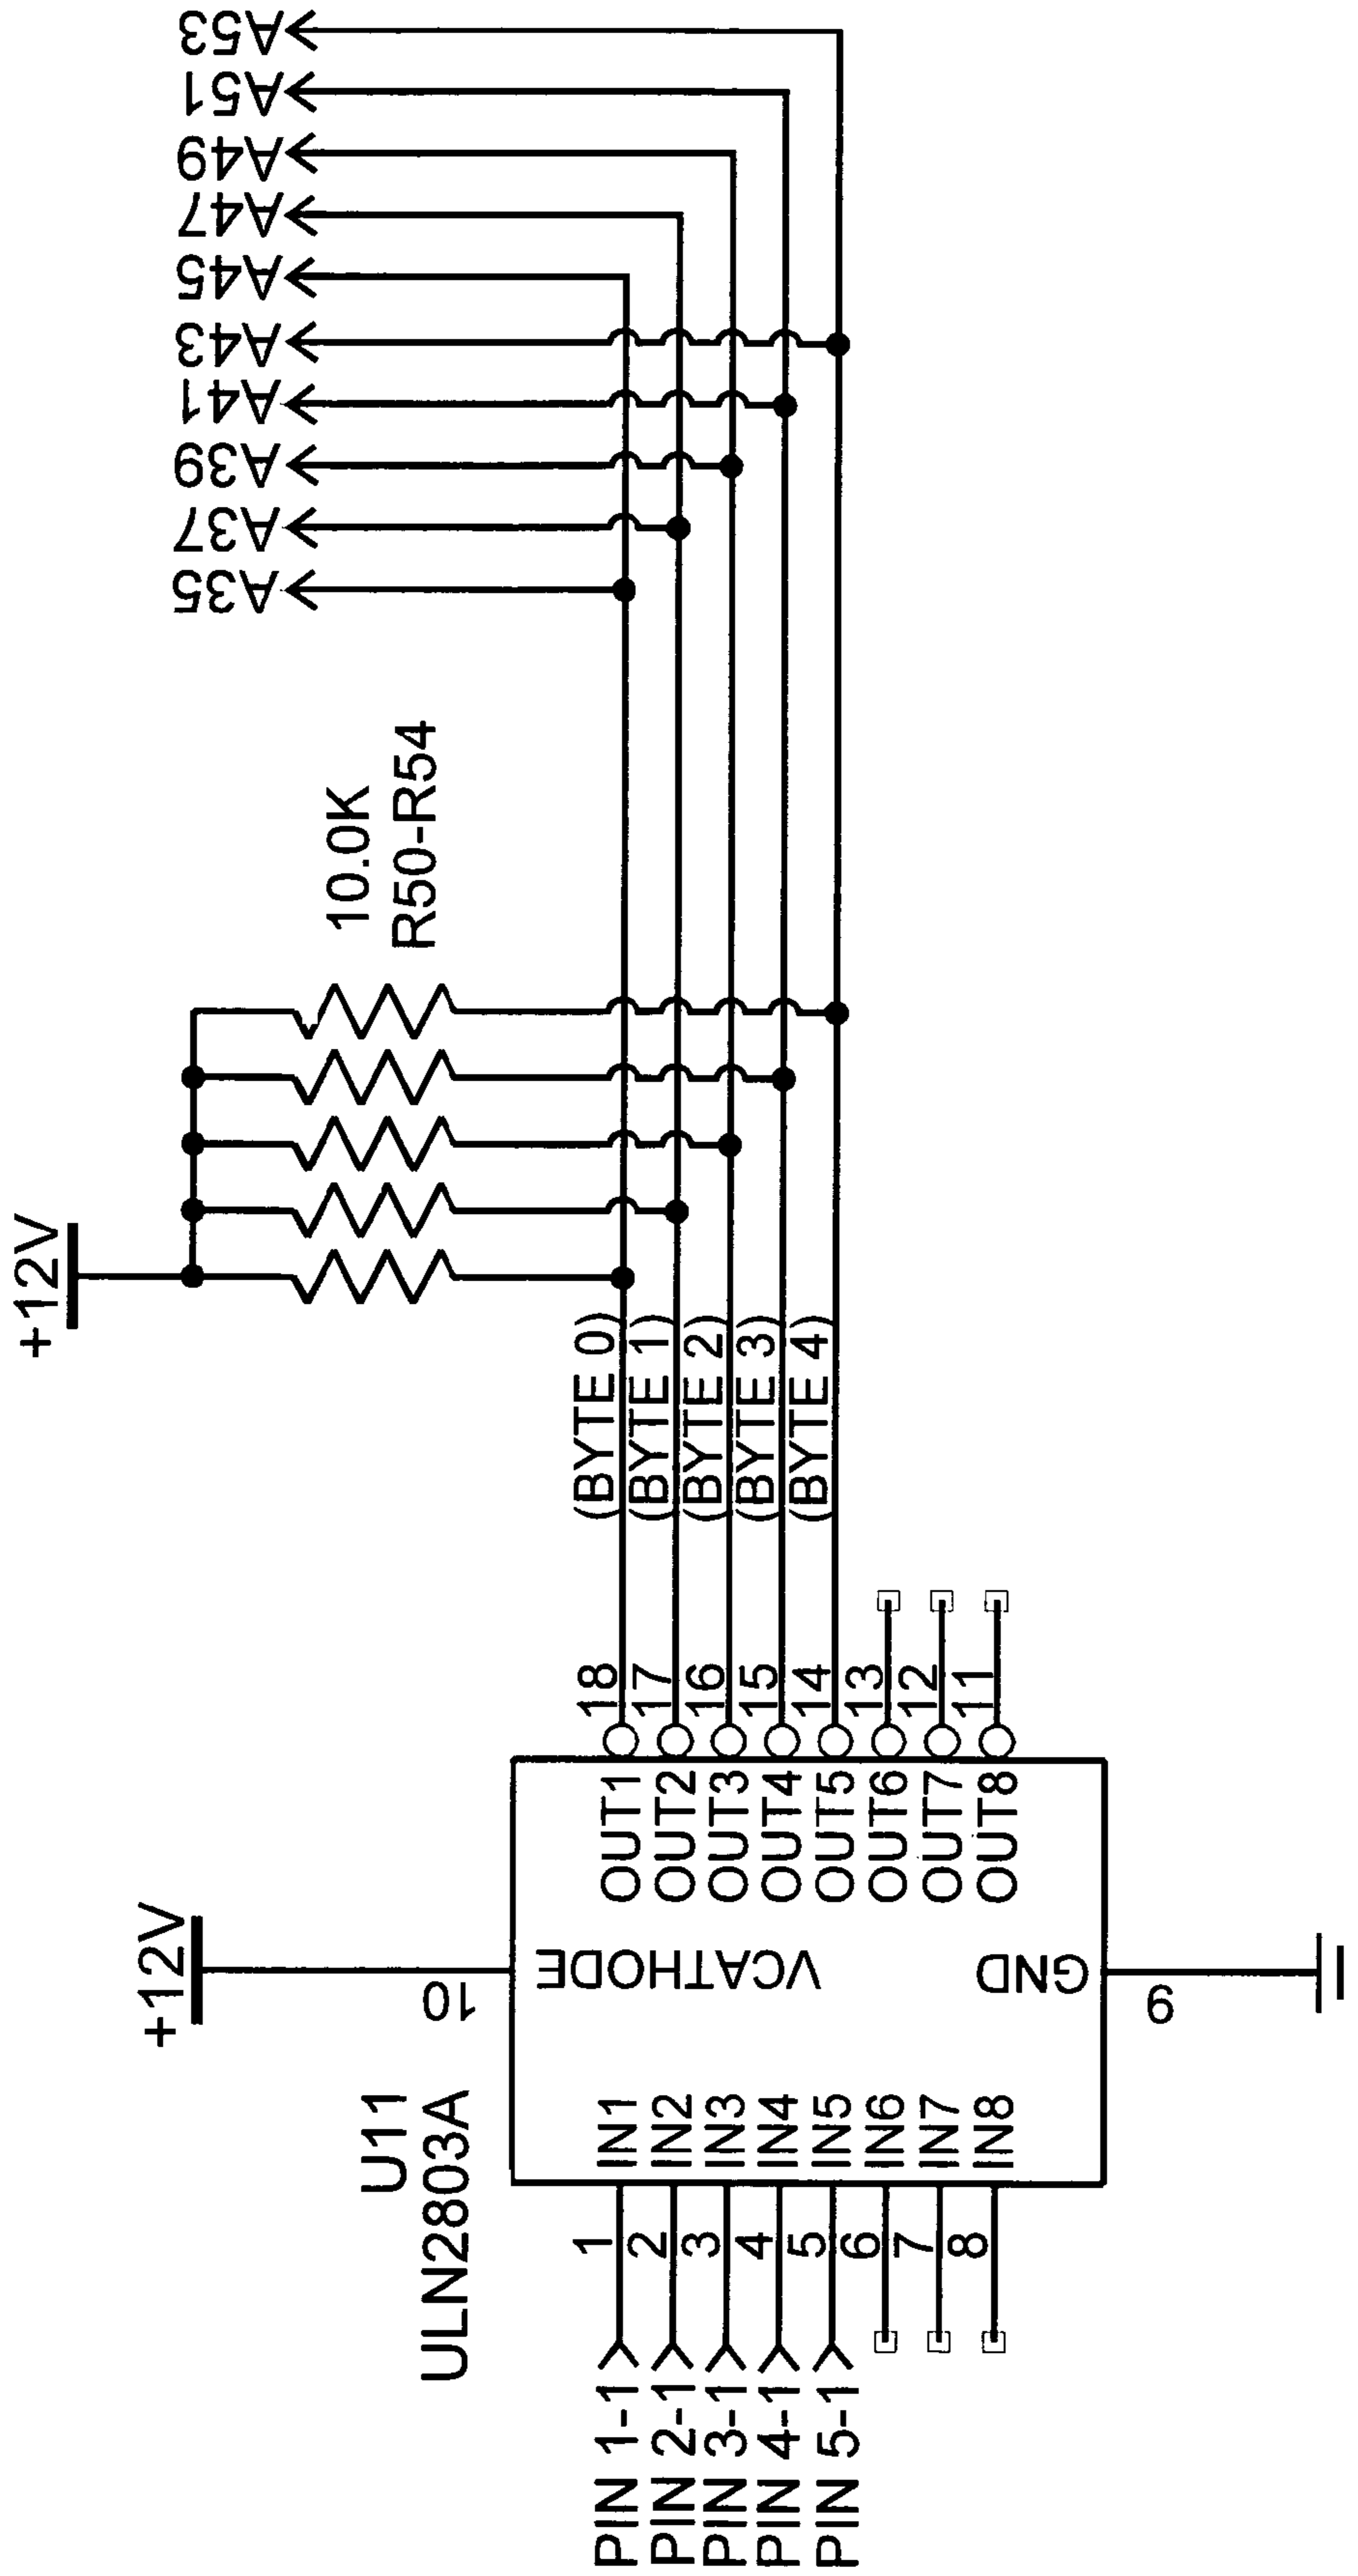 U11
ULN2803A
+12V
10
VCATHODE
GND
9
PIN 1-1
PIN 2-1
PIN 3-1
PIN 4-1
PIN 5-1
1
2
3
4
5
6
7
8
IN1
IN2
IN3
IN4
IN5
IN6
IN7
IN8
OUT1
OUT2
OUT3
OUT4
OUT5
OUT6
OUT7
OUT8
18
17
16
15
14
13
12
11
(BYTE 0)
(BYTE 1)
(BYTE 2)
(BYTE 3)
(BYTE 4)
+12V
10.0K
R50-R54
A35
A37
A39
A41
A43
A45
A47
A49
A51
A53